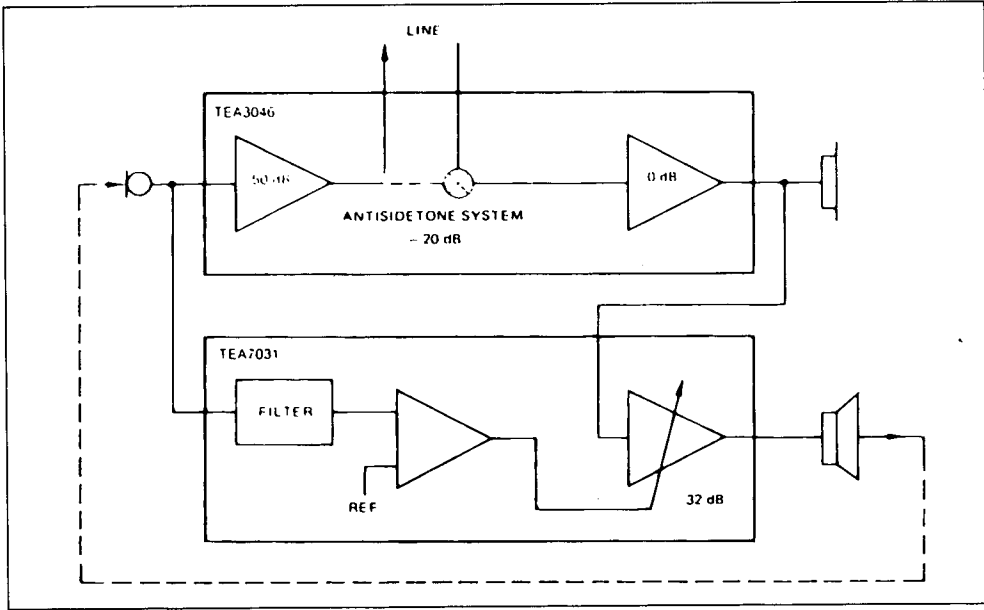 LINE
TEA3046
50 dB
0 dB
ANTISIDETONE SYSTEM
– 20 dB
TEA7031
FILTER
REF
32 dB